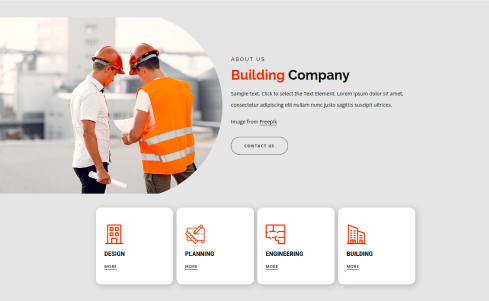 ABOUT US
Building Company
Sample text. Click to select the Text Element. Lorem ipsum dolor sit amet,
consectetur adipiscing elit nullam nunc justo sagittis suscipit ultrices.
Image from Freepik
CONTACT US
DESIGN
PLANNING
ENGINEERING
BUILDING
MORE
MORE
MORE
MORE